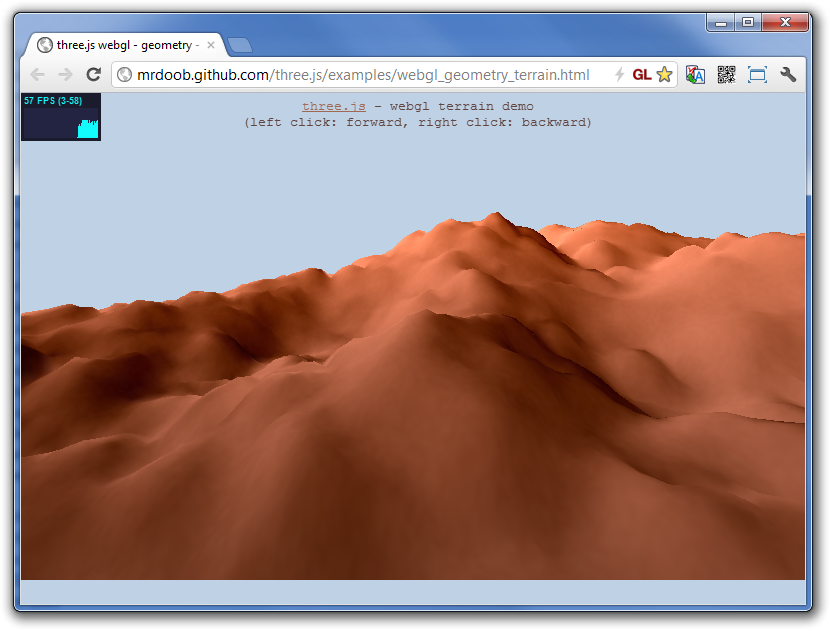 three.js webgl - geometry -
mrdoob.github.com/three.js/examples/webgl_geometry_terrain.html
GL
57 FPS (3-58)
three.js - webgl terrain demo
(left click: forward, right click: backward)